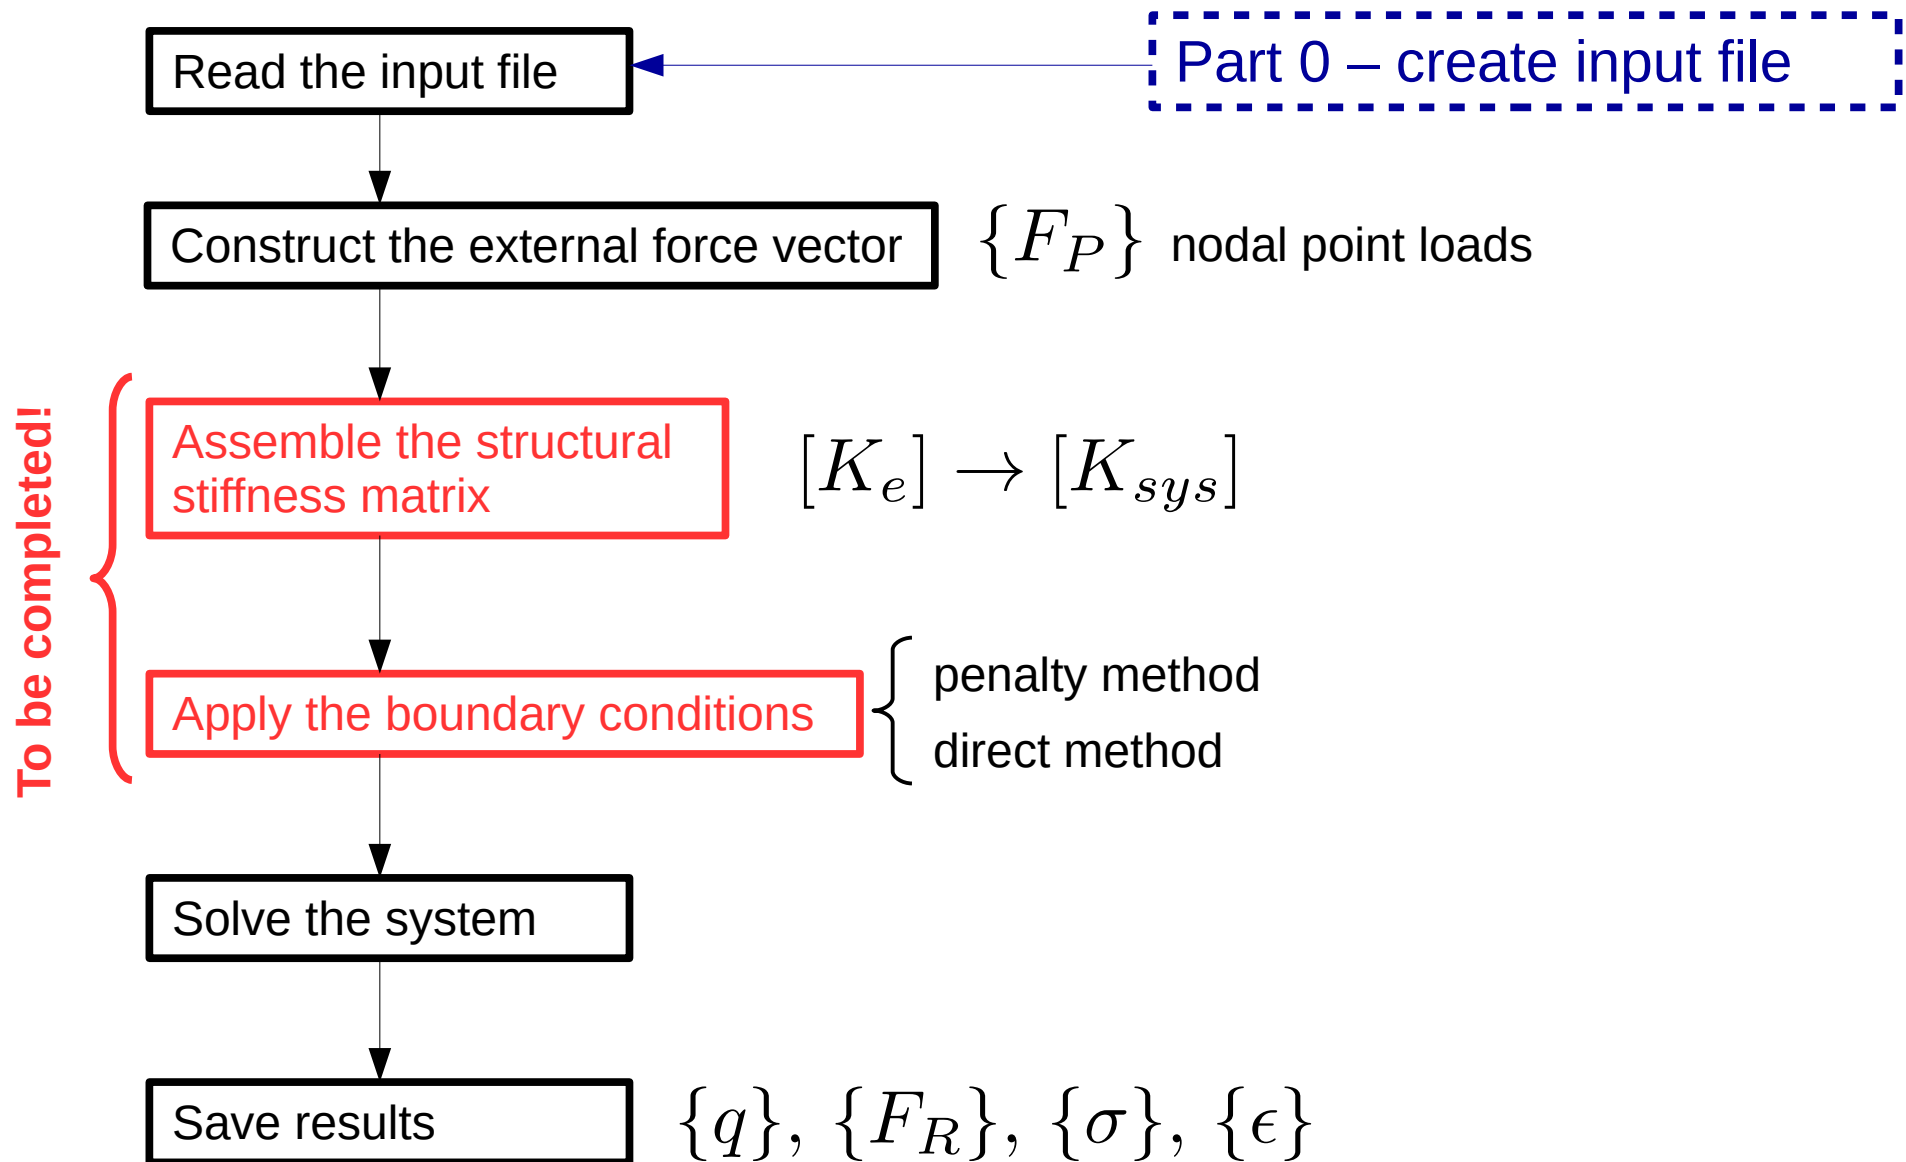 Read the input file
Part 0 – create input file
Construct the external force vector
{F_P} nodal point loads
To be completed!
Assemble the structural
stiffness matrix
[K_e] → [K_{sys}]
Apply the boundary conditions
penalty method
direct method
Solve the system
Save results
{q}, {F_R}, {σ}, {ϵ}